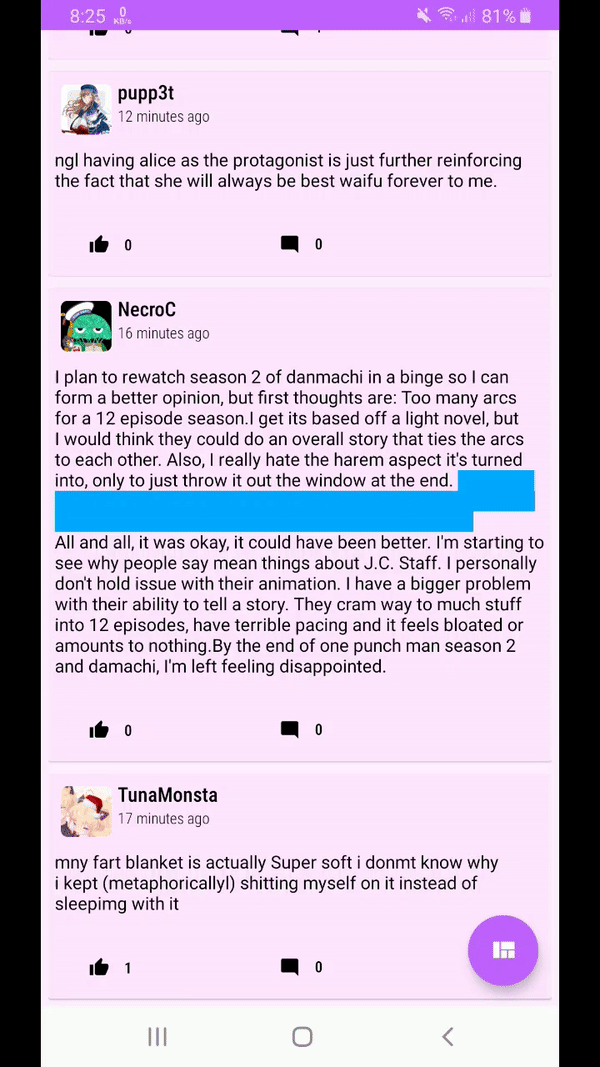 8:25 0 KB/s 81%
pupp3t
12 minutes ago
ngl having alice as the protagonist is just further reinforcing
the fact that she will always be best waifu forever to me.
0 0
NecroC
16 minutes ago
I plan to rewatch season 2 of danmachi in a binge so I can
form a better opinion, but first thoughts are: Too many arcs
for a 12 episode season.I get its based off a light novel, but
I would think they could do an overall story that ties the arcs
to each other. Also, I really hate the harem aspect it's turned
into, only to just throw it out the window at the end.
All and all, it was okay, it could have been better. I'm starting to
see why people say mean things about J.C. Staff. I personally
don't hold issue with their animation. I have a bigger problem
with their ability to tell a story. They cram way to much stuff
into 12 episodes, have terrible pacing and it feels bloated or
amounts to nothing.By the end of one punch man season 2
and damachi, I'm left feeling disappointed.
0 0
TunaMonsta
17 minutes ago
mny fart blanket is actually Super soft i donmt know why
i kept (metaphoricallyl) shitting myself on it instead of
sleepimg with it
1 0